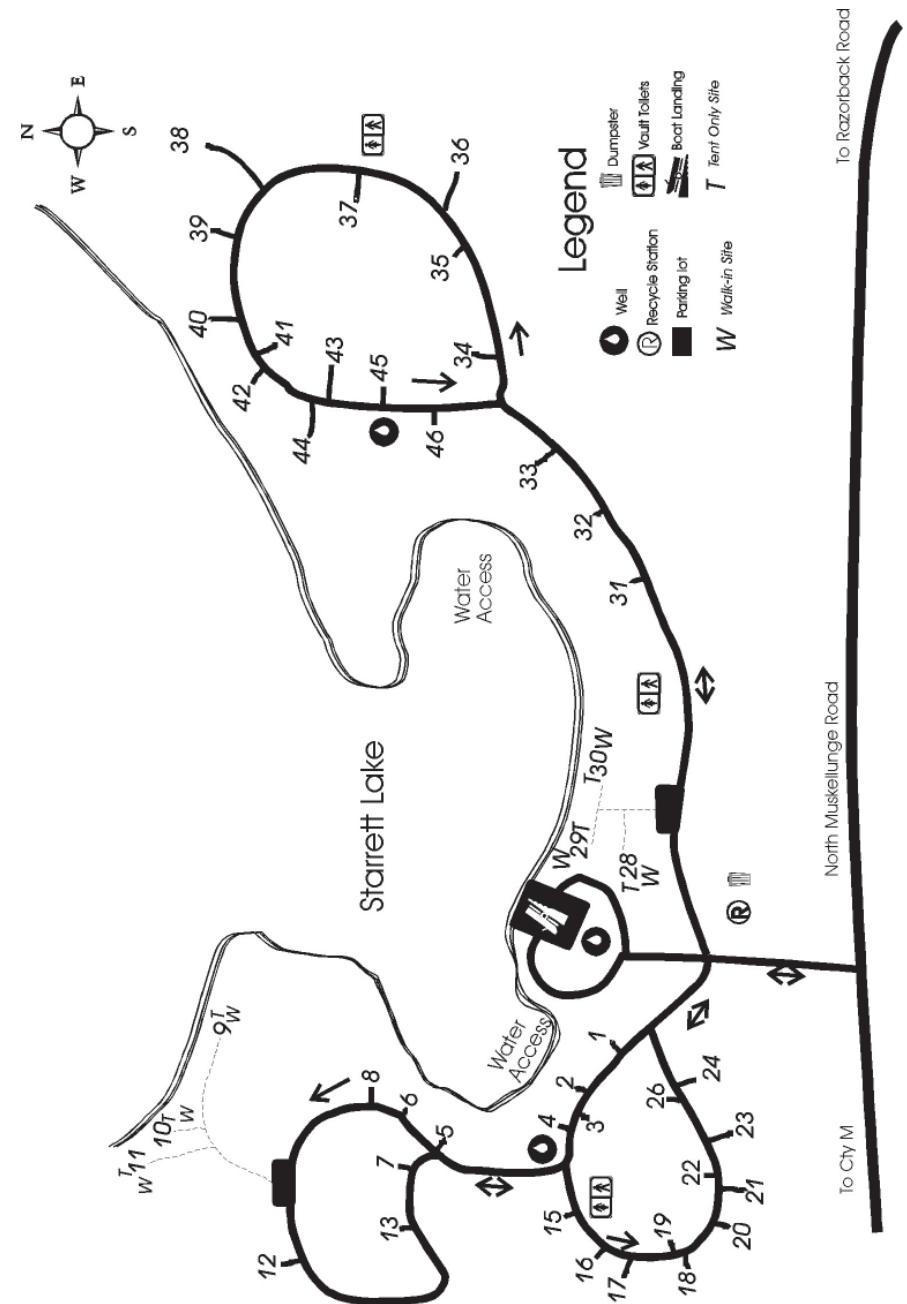 N
E
W
S
38
39
40
41
42
43
44
45
46
37
36
35
34
33
32
31
Water
Access
Starrett Lake
Legend
Well
Dumpster
R
Recycle Station
Vault Toilets
Parking lot
Boat Landing
W
Walk-in Site
T
Tent Only Site
T30W
W
29T
T28
W
R
9T
W
10T
W
T11
W
Water
Access
1
2
3
4
5
6
7
8
12
13
15
16
17
18
19
20
21
22
23
24
26
To Razorback Road
North Muskellunge Road
To Cty M